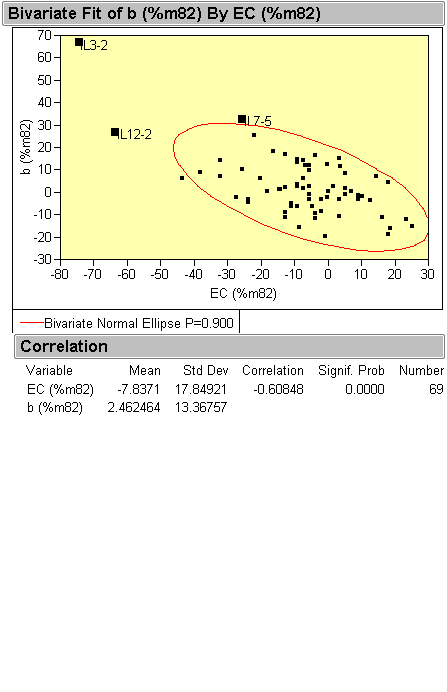 Bivariate Fit of b (%m82) By EC (%m82)
70
60
50
40
30
20
10
0
-10
-20
-30
b (%m82)
IL3-2
IL12-2
IL7-5
-80 -70 -60 -50 -40 -30 -20 -10 0 10 20 30
EC (%m82)
Bivariate Normal Ellipse P=0.900
Correlation
Variable Mean Std Dev Correlation Signif. Prob Number
EC (%m82) -7.8371 17.84921 -0.60848 0.0000 69
b (%m82) 2.462464 13.36757